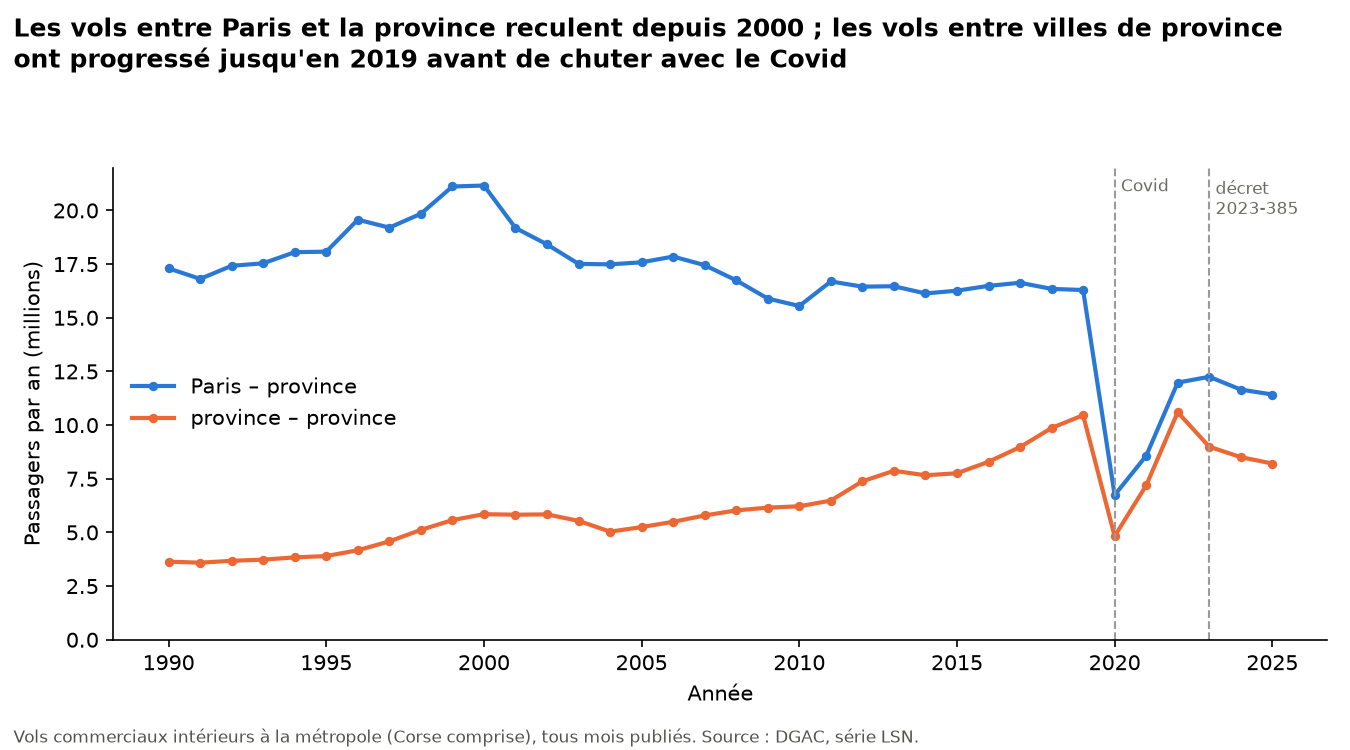 Les vols entre Paris et la province reculent depuis 2000 ; les vols entre villes de province
ont progressé jusqu'en 2019 avant de chuter avec le Covid
Covid
décret
2023-385
Passagers par an (millions)
20.0
17.5
15.0
12.5
10.0
7.5
5.0
2.5
0.0
Paris – province
province – province
1990
1995
2000
2005
2010
2015
2020
2025
Année
Vols commerciaux intérieurs à la métropole (Corse comprise), tous mois publiés. Source : DGAC, série LSN.